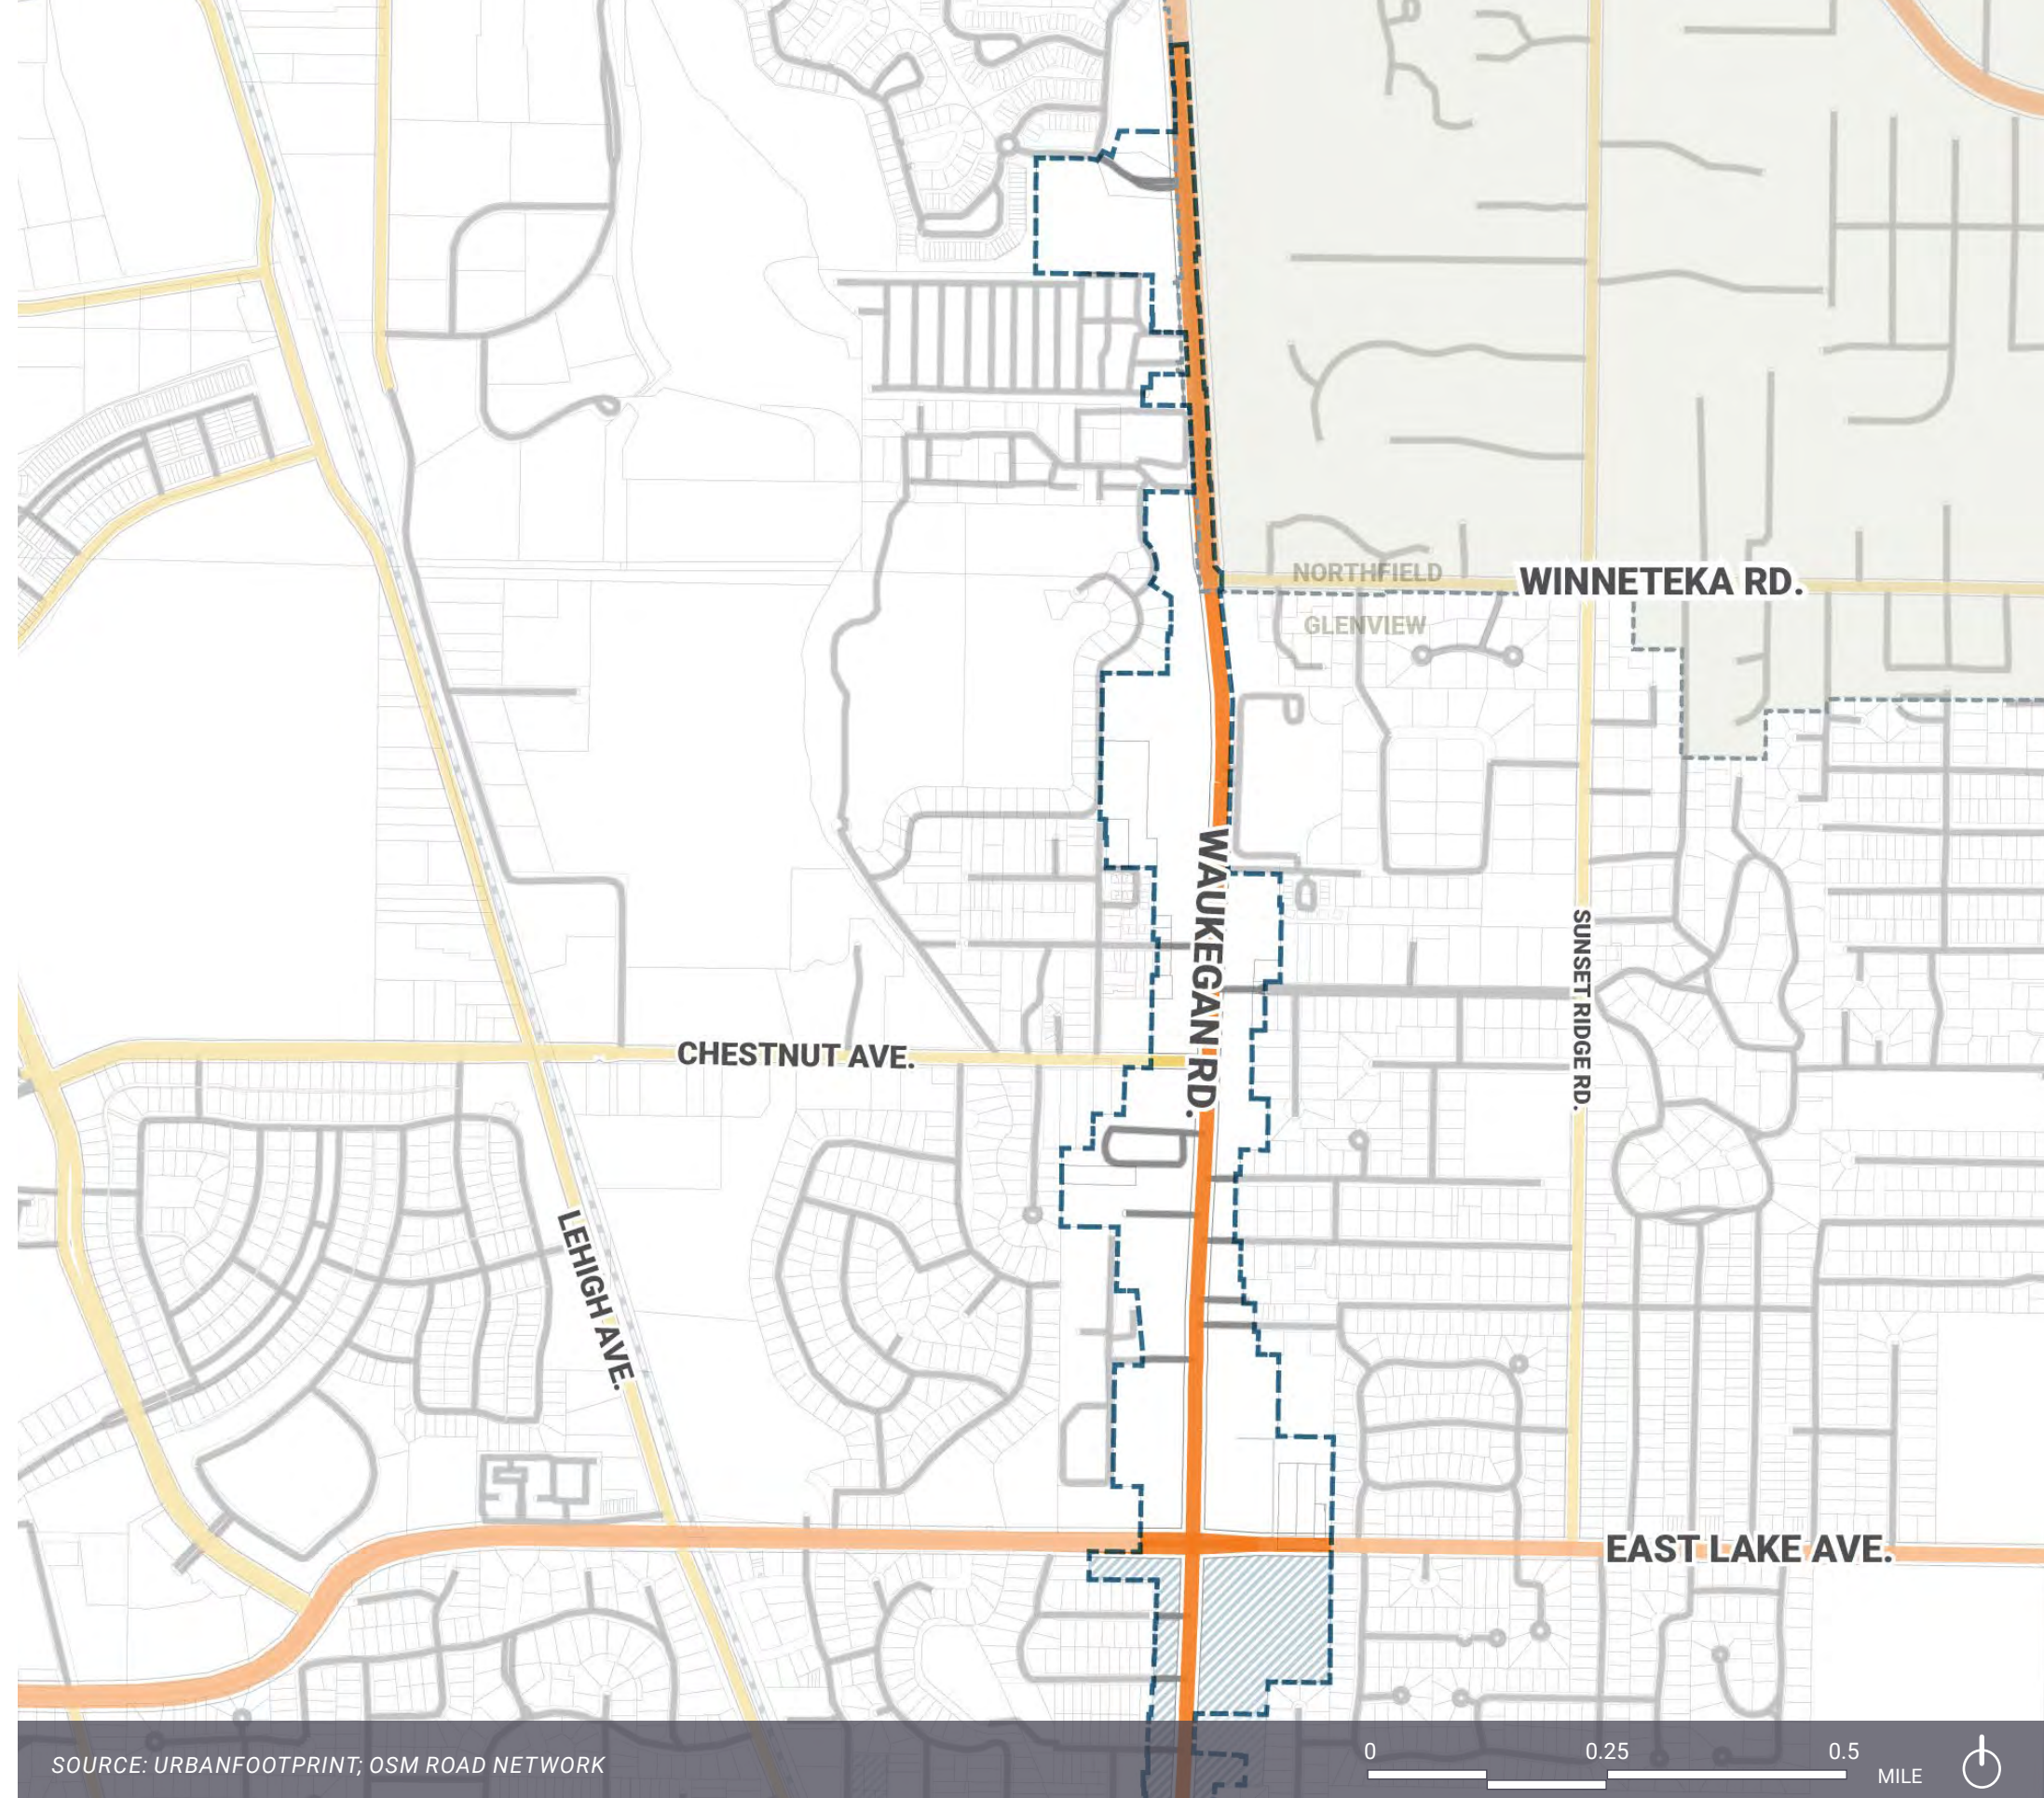 NORTHFIELD
WINNETEKA RD.
GLENVIEW
WAUKEGAN RD.
SUNSET RIDGE RD.
CHESTNUT AVE.
LEHIGH AVE.
EAST LAKE AVE.
SOURCE: URBANFOOTPRINT; OSM ROAD NETWORK
0 0.25 0.5
MILE